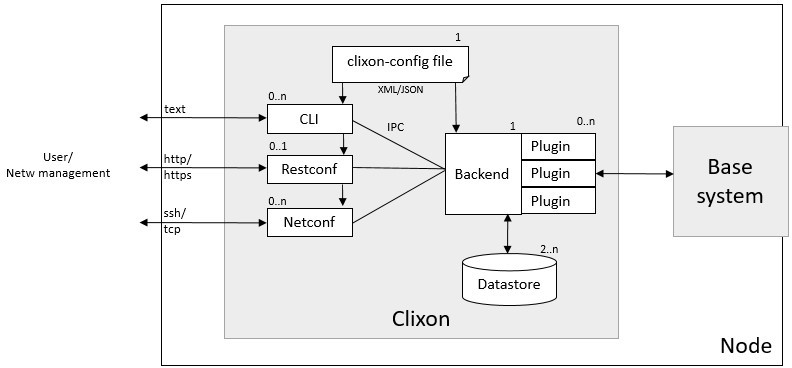 1
clixon-config file
XML/JSON
0..n
text
CLI
IPC
0..1
User/
Netw management
http/
https
Restconf
0..n
ssh/
tcp
Netconf
1
0..n
Backend
Plugin
Plugin
Plugin
Base
system
2..n
Datastore
Clixon
Node